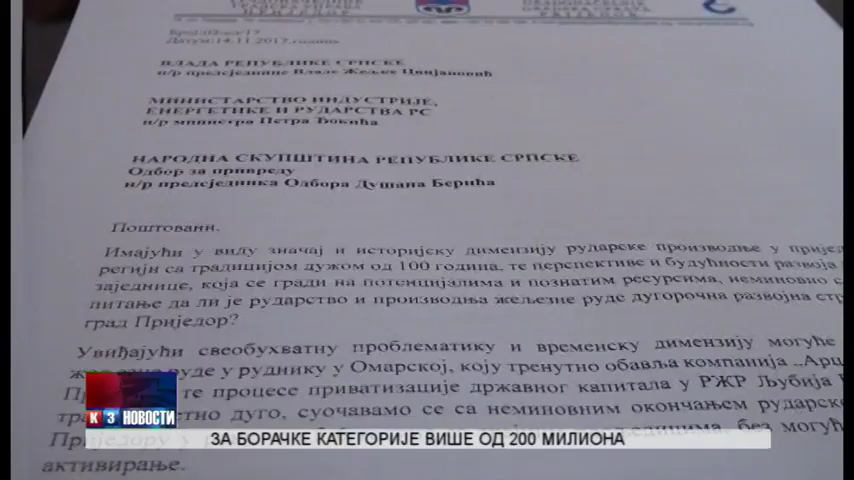 Датум:14.11.2017.године
ВЛАДА РЕПУБЛИКЕ СРПСКЕ
н/р предсједнице Владе Жељке Цвијановић
МИНИСТАРСТВО ИНДУСТРИЈЕ,
ЕНЕРГЕТИКЕ И РУДАРСТВА РС
н/р министра Петра Ђокића
НАРОДНА СКУПШТИНА РЕПУБЛИКЕ СРПСКЕ
Одбор за привреду
н/р предсједника Одбора Душана Берића
Поштовани,
Имајући у виду значај и историјску димензију рударске производње у
регији са традицијом дужом од 100 година, те перспективе и будућности развоја
заједнице, која се гради на потенцијалима и познатим ресурсима, неминовно
питање да ли је рударство и производња жељезне руде дугорочна развојна
град Приједор?
Увиђајући свеобухватну проблематику и временску димензију могуће
руде у руднику у Омарској, коју тренутно обавља компанија
те процесе приватизације државног капитала у РЖР Љубија
дуго, суочавамо се са неминовним окончањем рударске
без
активирање.
КЗ НОВОСТИ
ЗА БОРАЧКЕ КАТЕГОРИЈЕ ВИШЕ ОД 200 МИЛИОНА